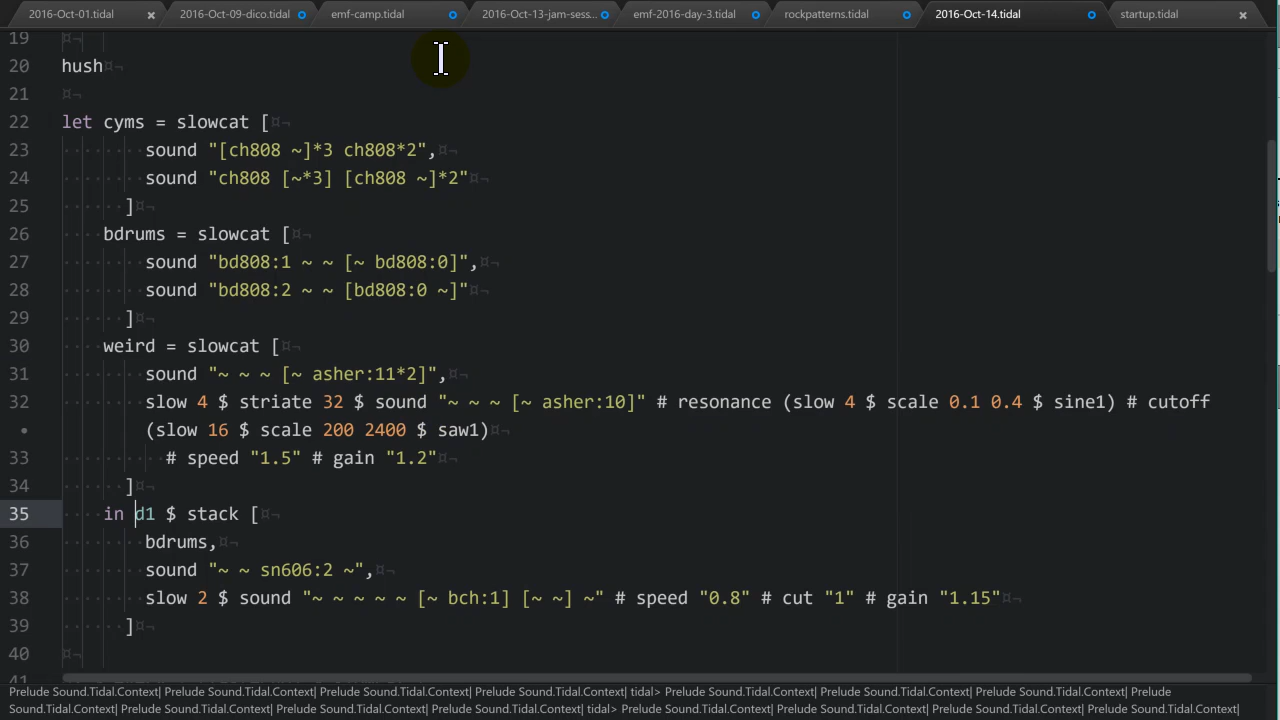 2016-Oct-01.tidal 2016-Oct-09-dico.tidal emf-camp.tidal 2016-Oct-13-jam-sess... emf-2016-day-3.tidal rockpatterns.tidal 2016-Oct-14.tidal startup.tidal
19
20 hush
21
22 let cyms = slowcat [
23 sound "[ch808 ~]*3 ch808*2",
24 sound "ch808 [~*3] [ch808 ~]*2"
25 ]
26 bdrums = slowcat [
27 sound "bd808:1 ~ ~ [~ bd808:0]",
28 sound "bd808:2 ~ ~ [bd808:0 ~]"
29 ]
30 weird = slowcat [
31 sound "~ ~ ~ [~ asher:11*2]",
32 slow 4 $ striate 32 $ sound "~ ~ ~ [~ asher:10]" # resonance (slow 4 $ scale 0.1 0.4 $ sine1) # cutoff
(slow 16 $ scale 200 2400 $ saw1)
33 # speed "1.5" # gain "1.2"
34 ]
35 in d1 $ stack [
36 bdrums,
37 sound "~ ~ sn606:2 ~",
38 slow 2 $ sound "~ ~ ~ ~ ~ [~ bch:1] [~ ~] ~" # speed "0.8" # cut "1" # gain "1.15"
39 ]
40
Prelude Sound.Tidal.Context| Prelude Sound.Tidal.Context| Prelude Sound.Tidal.Context| Prelude Sound.Tidal.Context| tidal> Prelude Sound.Tidal.Context| Prelude Sound.Tidal.Context| Prelude Sound.Tidal.Context| Prelude
Sound.Tidal.Context| Prelude Sound.Tidal.Context| Prelude Sound.Tidal.Context| Prelude Sound.Tidal.Context| tidal> Prelude Sound.Tidal.Context| Prelude Sound.Tidal.Context| Prelude Sound.Tidal.Context| Prelude Sound.Tidal.Context|